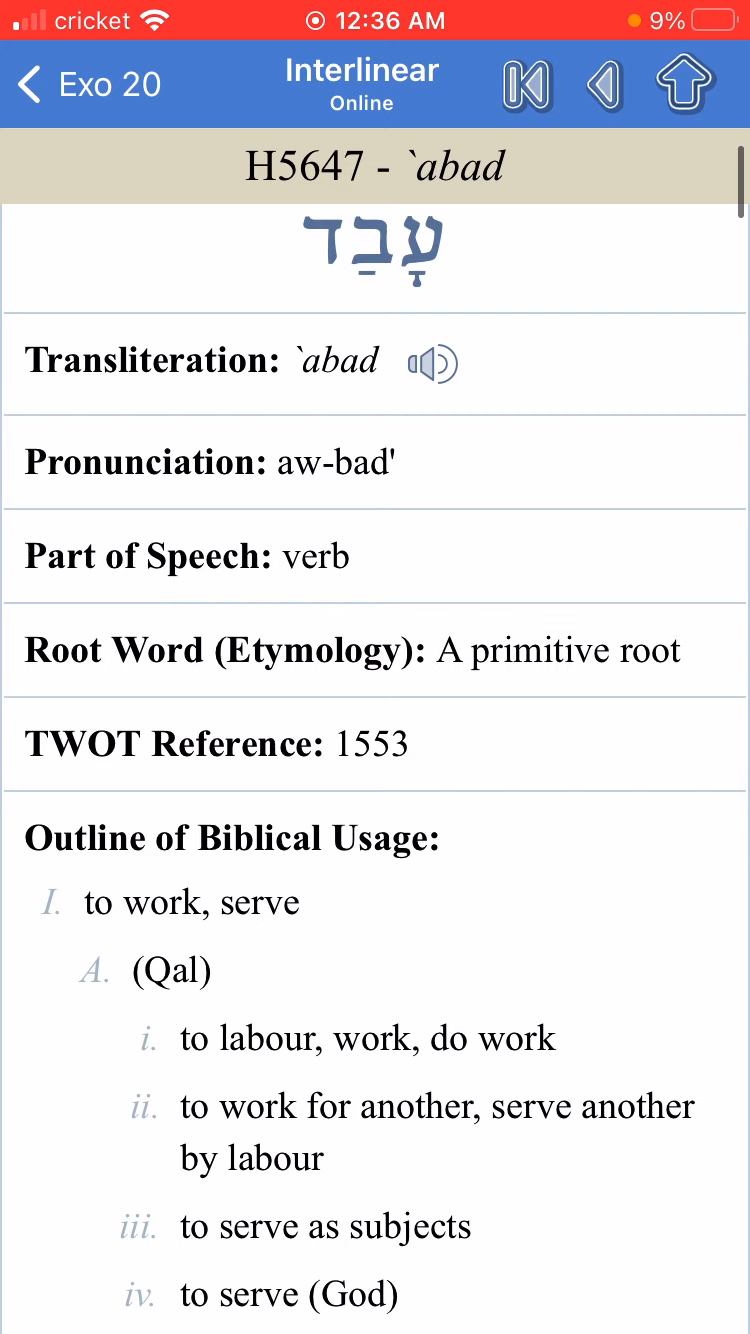 cricket 12:36 AM 9%
Exo 20 Interlinear
Online
H5647 - `abad
עָבַד
Transliteration: `abad
Pronunciation: aw-bad'
Part of Speech: verb
Root Word (Etymology): A primitive root
TWOT Reference: 1553
Outline of Biblical Usage:
I. to work, serve
A. (Qal)
i. to labour, work, do work
ii. to work for another, serve another
by labour
iii. to serve as subjects
iv. to serve (God)